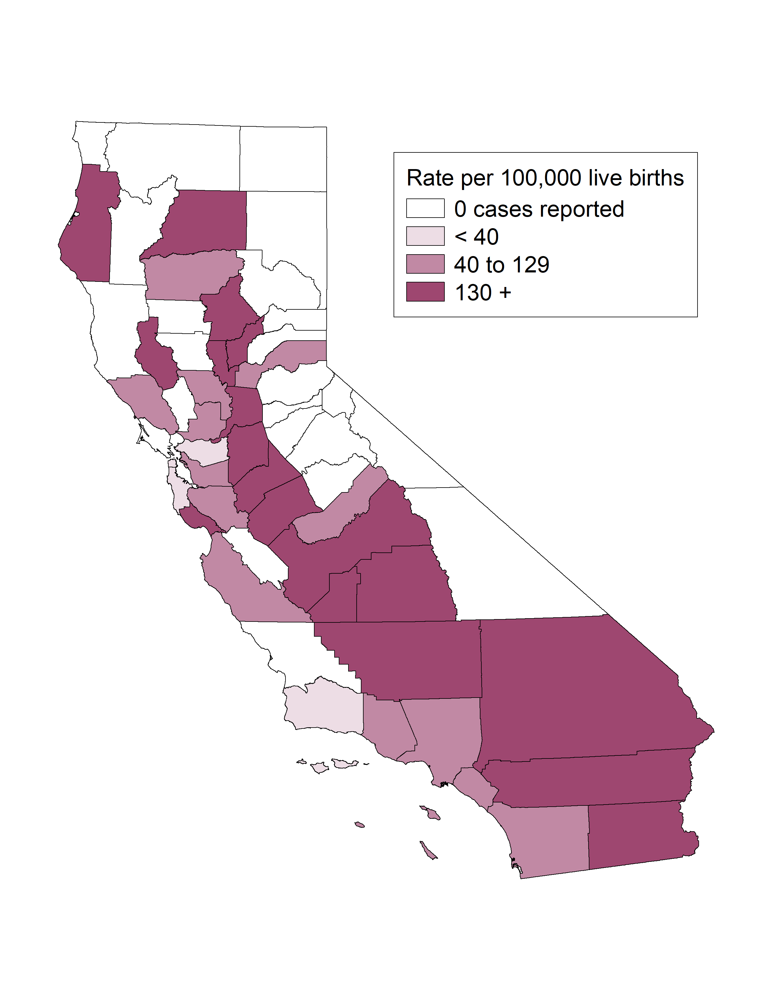 Rate per 100,000 live births
0 cases reported
< 40
40 to 129
130 +